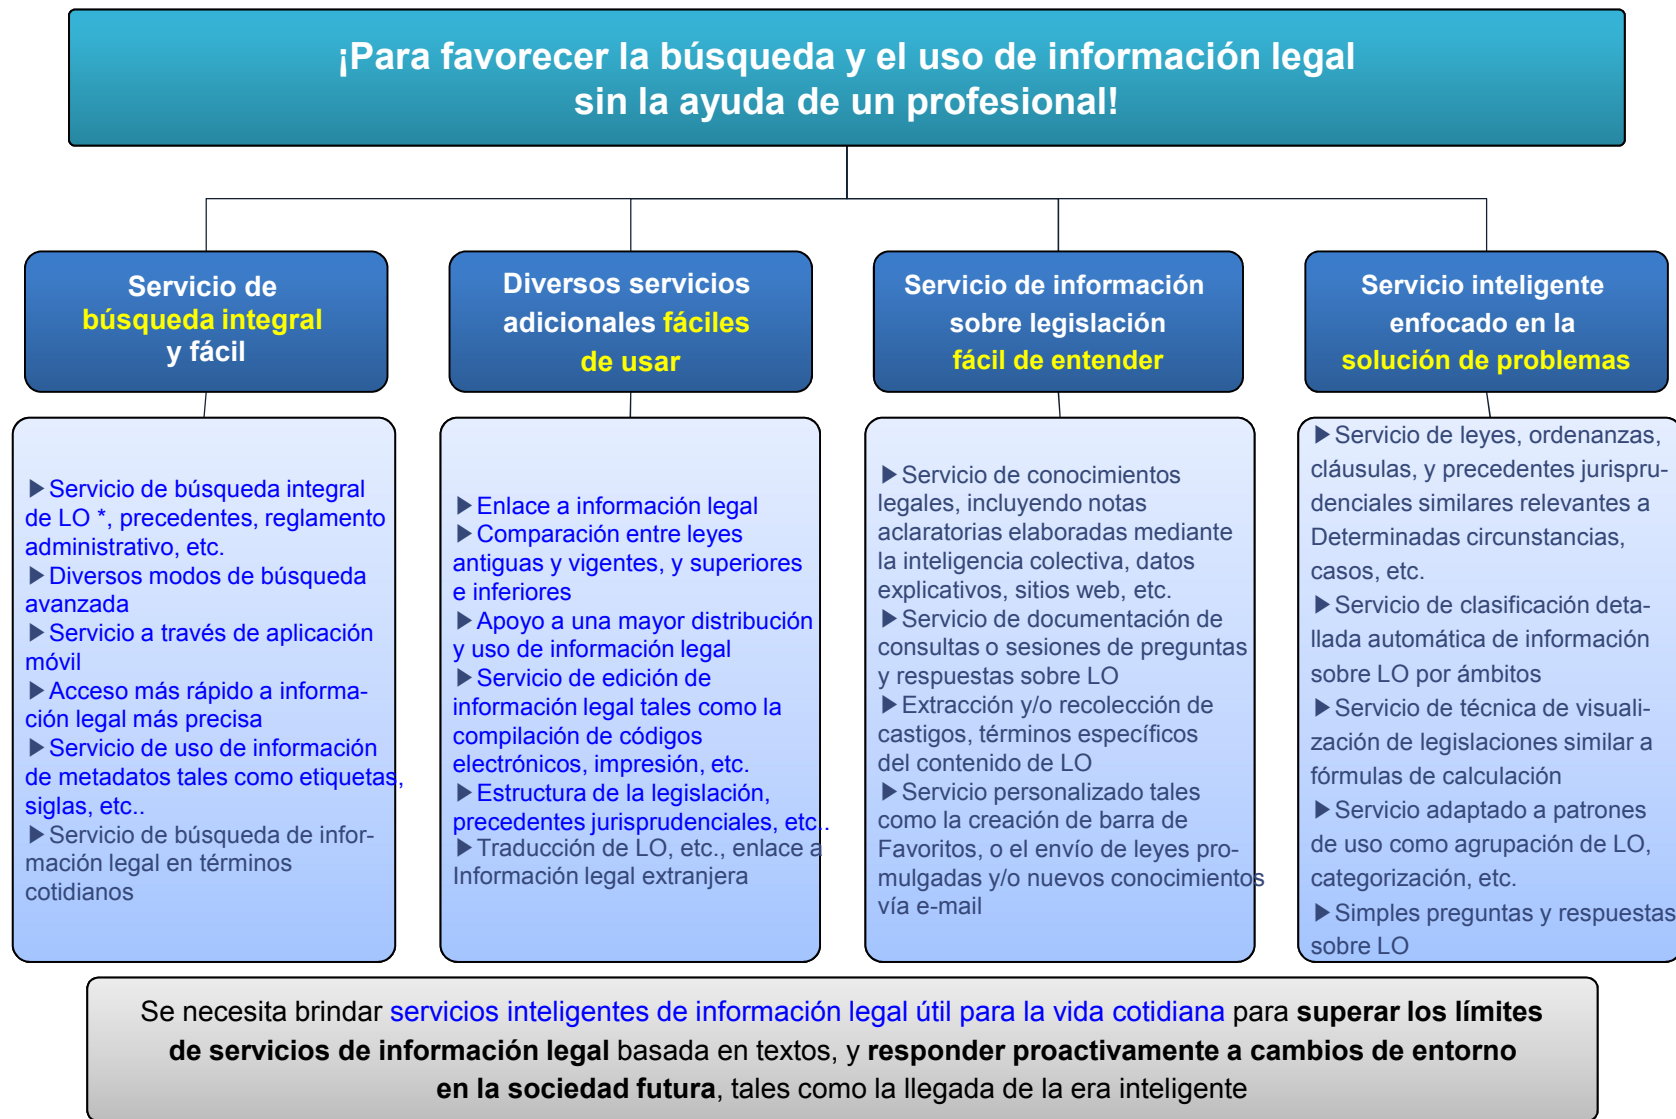 ¡Para favorecer la búsqueda y el uso de información legal
sin la ayuda de un profesional!
Servicio de
búsqueda integral
y fácil
Diversos servicios
adicionales fáciles
de usar
Servicio de información
sobre legislación
fácil de entender
Servicio inteligente
enfocado en la
solución de problemas
▶Servicio de búsqueda integral
de LO *, precedentes, reglamento
administrativo, etc.
▶Diversos modos de búsqueda
avanzada
▶Servicio a través de aplicación
móvil
▶Acceso más rápido a informa-
ción legal más precisa
▶Servicio de uso de información
de metadatos tales como etiquetas,
siglas, etc..
▶Servicio de búsqueda de infor-
mación legal en términos
cotidianos
▶Enlace a información legal
▶Comparación entre leyes
antiguas y vigentes, y superiores
e inferiores
▶Apoyo a una mayor distribución
y uso de información legal
▶Servicio de edición de
información legal tales como la
compilación de códigos
electrónicos, impresión, etc.
▶Estructura de la legislación,
precedentes jurisprudenciales, etc..
▶Traducción de LO, etc., enlace a
Información legal extranjera
▶Servicio de conocimientos
legales, incluyendo notas
aclaratorias elaboradas mediante
la inteligencia colectiva, datos
explicativos, sitios web, etc.
▶Servicio de documentación de
consultas o sesiones de preguntas
y respuestas sobre LO
▶Extracción y/o recolección de
castigos, términos específicos
del contenido de LO
▶Servicio personalizado tales
como la creación de barra de
Favoritos, o el envío de leyes pro-
mulgadas y/o nuevos conocimientos
vía e-mail
▶Servicio de leyes, ordenanzas,
cláusulas, y precedentes jurispru-
denciales similares relevantes a
Determinadas circunstancias,
casos, etc.
▶Servicio de clasificación deta-
llada automática de información
sobre LO por ámbitos
▶Servicio de técnica de visuali-
zación de legislaciones similar a
fórmulas de calculación
▶Servicio adaptado a patrones
de uso como agrupación de LO,
categorización, etc.
▶Simples preguntas y respuestas
sobre LO
Se necesita brindar servicios inteligentes de información legal útil para la vida cotidiana para superar los límites
de servicios de información legal basada en textos, y responder proactivamente a cambios de entorno
en la sociedad futura, tales como la llegada de la era inteligente